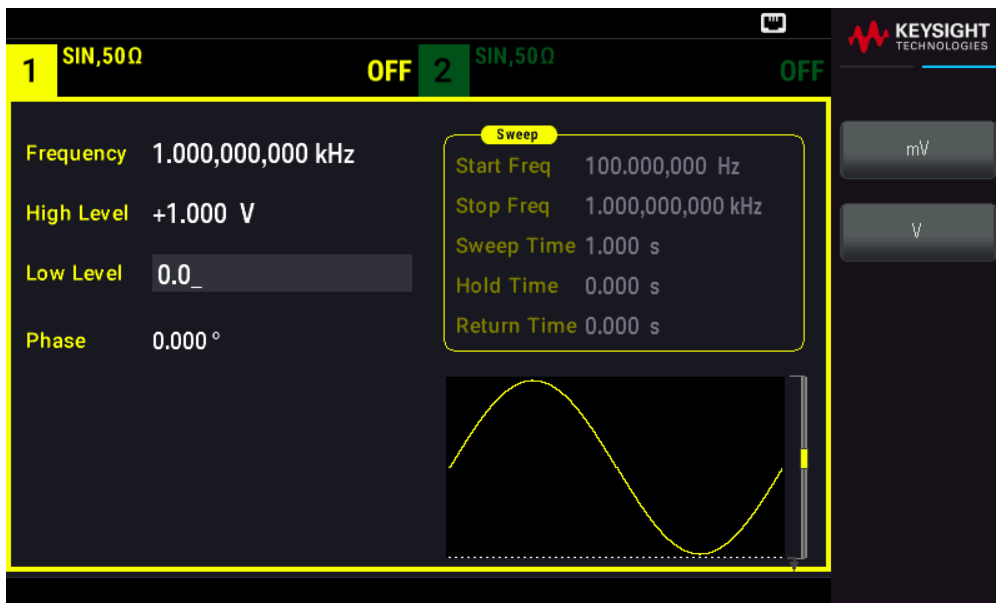 KEYSIGHT
TECHNOLOGIES
1 SIN,50Ω OFF
2 SIN,50Ω OFF
Frequency 1.000,000,000 kHz
High Level +1.000 V
Low Level 0.0_
Phase 0.000 °
Sweep
Start Freq 100.000,000 Hz
Stop Freq 1.000,000,000 kHz
Sweep Time 1.000 s
Hold Time 0.000 s
Return Time 0.000 s
mV
V